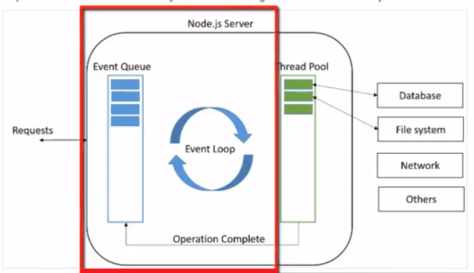 Node.js Server
Event Queue
Thread Pool
Database
Requests
File system
Event Loop
Network
Others
Operation Complete